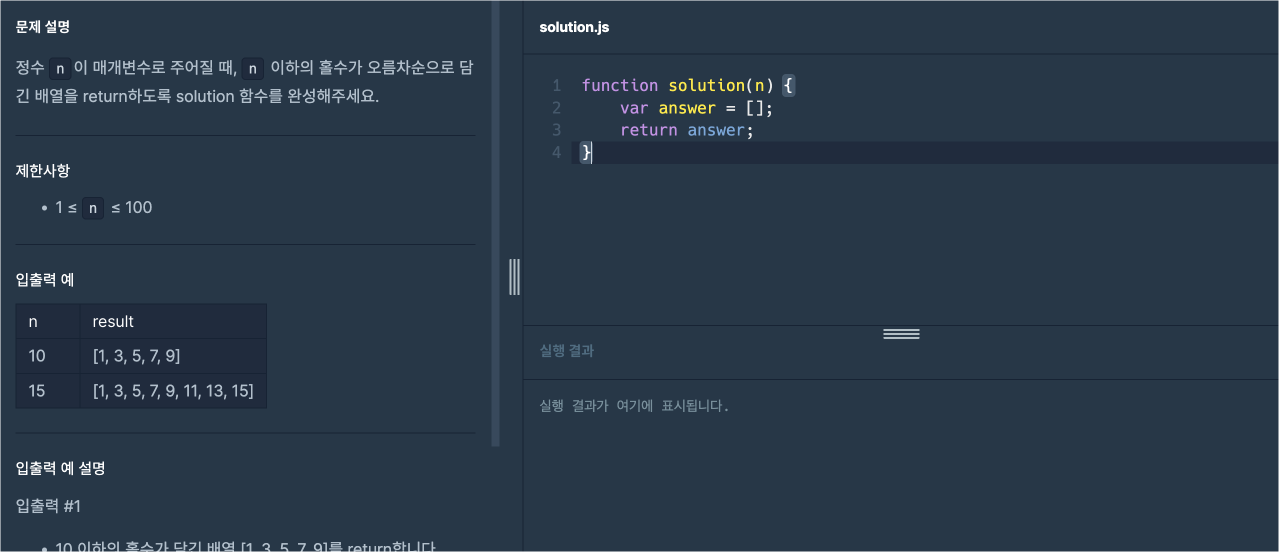 문제 설명
정수 n 이 매개변수로 주어질 때, n 이하의 홀수가 오름차순으로 담
긴 배열을 return하도록 solution 함수를 완성해주세요.
제한사항
• 1 ≤ n ≤ 100
입출력 예
n result
10 [1, 3, 5, 7, 9]
15 [1, 3, 5, 7, 9, 11, 13, 15]
입출력 예 설명
입출력 #1
• 10 이하의 홀수가 담긴 배열 [1, 3, 5, 7, 9]를 return합니다.
solution.js
1 function solution(n) {
2 var answer = [];
3 return answer;
4 }
실행 결과
실행 결과가 여기에 표시됩니다.